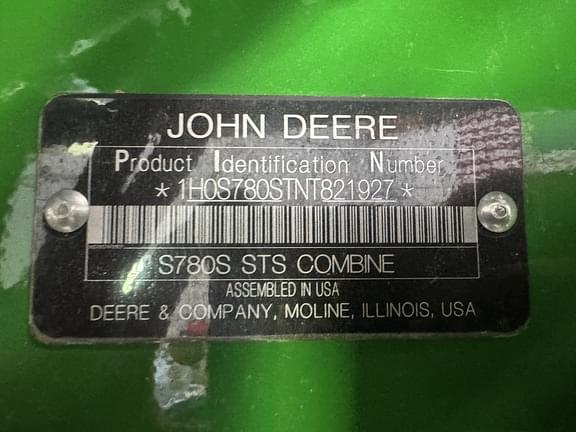 JOHN DEERE
Product Identification Number
*1H0S780STNT821927*
S780S STS COMBINE
ASSEMBLED IN USA
DEERE & COMPANY, MOLINE, ILLINOIS, USA